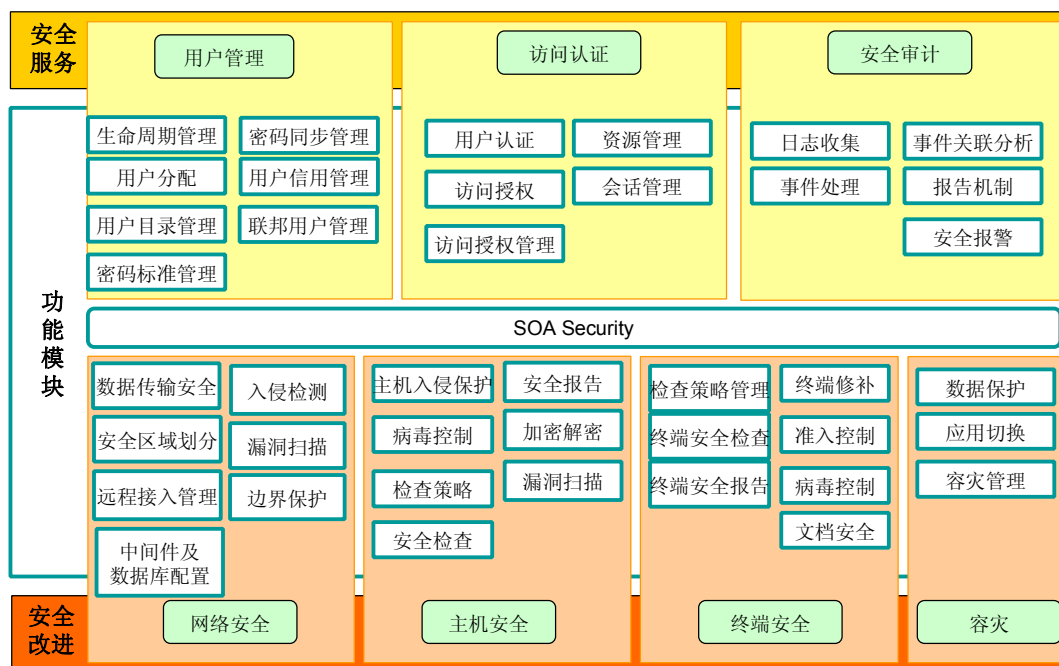 安全
服务
用户管理
访问认证
安全审计
功
能
模
块
生命周期管理
密码同步管理
用户分配
用户信用管理
用户目录管理
联邦用户管理
密码标准管理
用户认证
资源管理
访问授权
会话管理
访问授权管理
日志收集
事件关联分析
事件处理
报告机制
安全报警
SOA Security
数据传输安全
入侵检测
安全区域划分
漏洞扫描
远程接入管理
边界保护
中间件及
数据库配置
主机入侵保护
安全报告
病毒控制
加密解密
检查策略
漏洞扫描
安全检查
检查策略管理
终端修补
终端安全检查
准入控制
终端安全报告
病毒控制
文档安全
数据保护
应用切换
容灾管理
安全
改进
网络安全
主机安全
终端安全
容灾